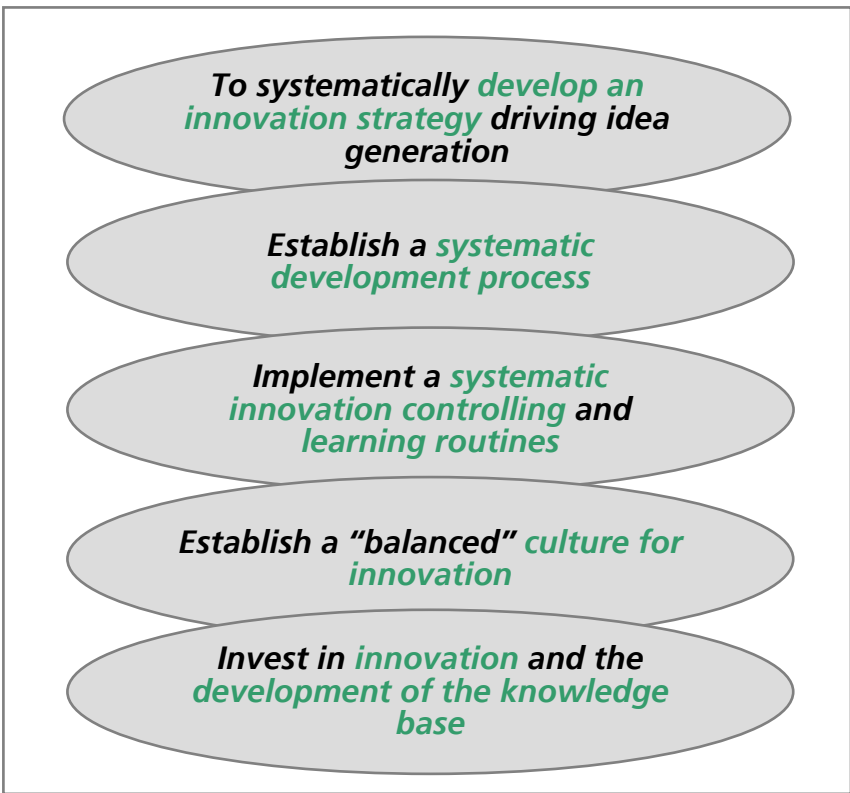 To systematically develop an
innovation strategy driving idea
generation
Establish a systematic
development process
Implement a systematic
innovation controlling and
learning routines
Establish a “balanced” culture for
innovation
Invest in innovation and the
development of the knowledge
base